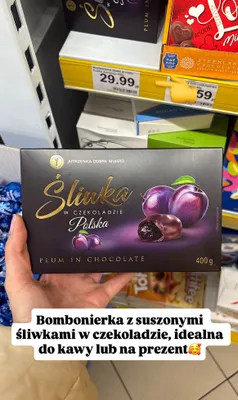 29.99
59
Śliwka
W CZEKOLADZIE
Polska
PLUM IN CHOCOLATE
400g
Bombonierka z suszonymi
śliwkami w czekoladzie, idealna
do kawy lub na prezent🥰